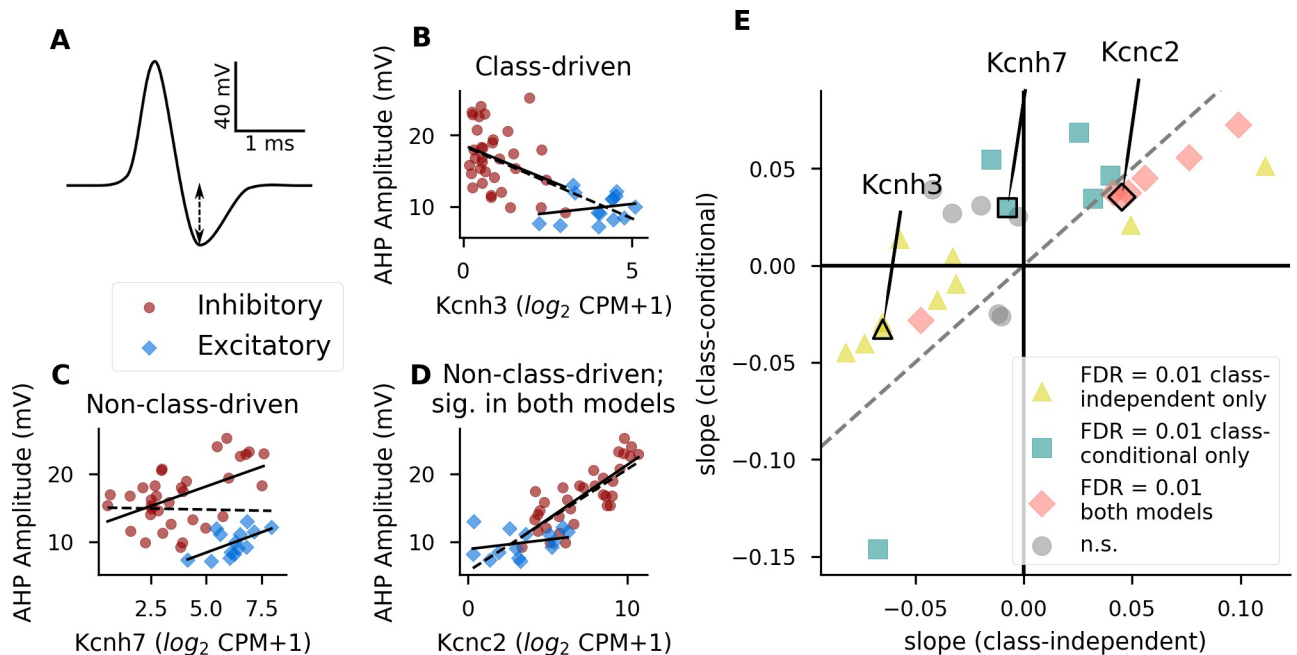 A
40 mV
1 ms
Inhibitory
Excitatory
B
Class-driven
AHP Amplitude (mV)
20
10
0
5
Kcnh3 (log2 CPM+1)
C
Non-class-driven
AHP Amplitude (mV)
20
10
2.5
5.0
7.5
Kcnh7 (log2 CPM+1)
D
Non-class-driven;
sig. in both models
AHP Amplitude (mV)
20
10
0
10
Kcnc2 (log2 CPM+1)
E
Kcnh7
Kcnc2
Kcnh3
slope (class-conditional)
0.05
0.00
−0.05
−0.10
−0.15
−0.05
0.00
0.05
0.10
slope (class-independent)
FDR = 0.01 class-
independent only
FDR = 0.01 class-
conditional only
FDR = 0.01
both models
n.s.